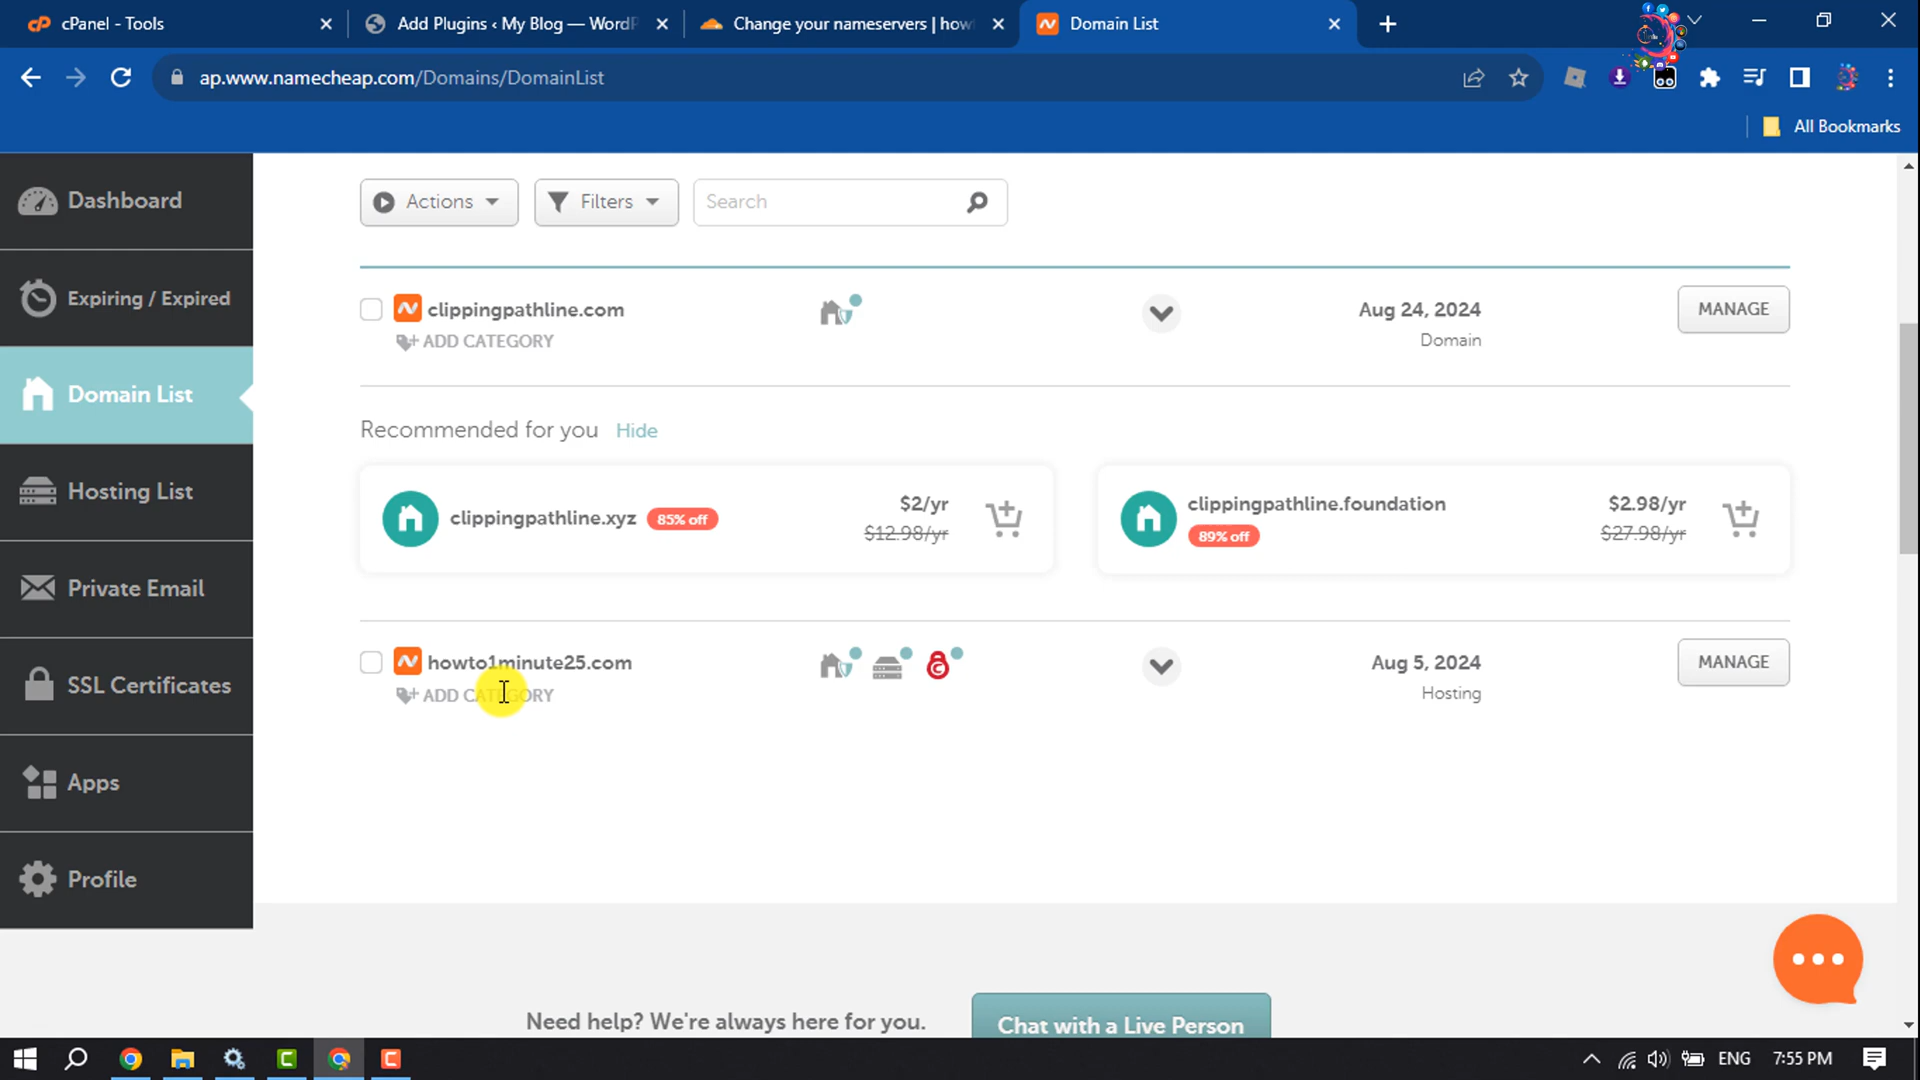 cPanel - Tools
Add Plugins ‹ My Blog — WordP
Change your nameservers | how
Domain List
ap.www.namecheap.com/Domains/DomainList
All Bookmarks
Dashboard
Expiring / Expired
Domain List
Hosting List
Private Email
SSL Certificates
Apps
Profile
Actions
Filters
Search
clippingpathline.com
ADD CATEGORY
Aug 24, 2024
Domain
MANAGE
Recommended for you Hide
clippingpathline.xyz 85% off
$2/yr
$12.98/yr
clippingpathline.foundation
89% off
$2.98/yr
$27.98/yr
howto1minute25.com
ADD CATEGORY
Aug 5, 2024
Hosting
MANAGE
Need help? We're always here for you.
Chat with a Live Person
ENG
7:55 PM